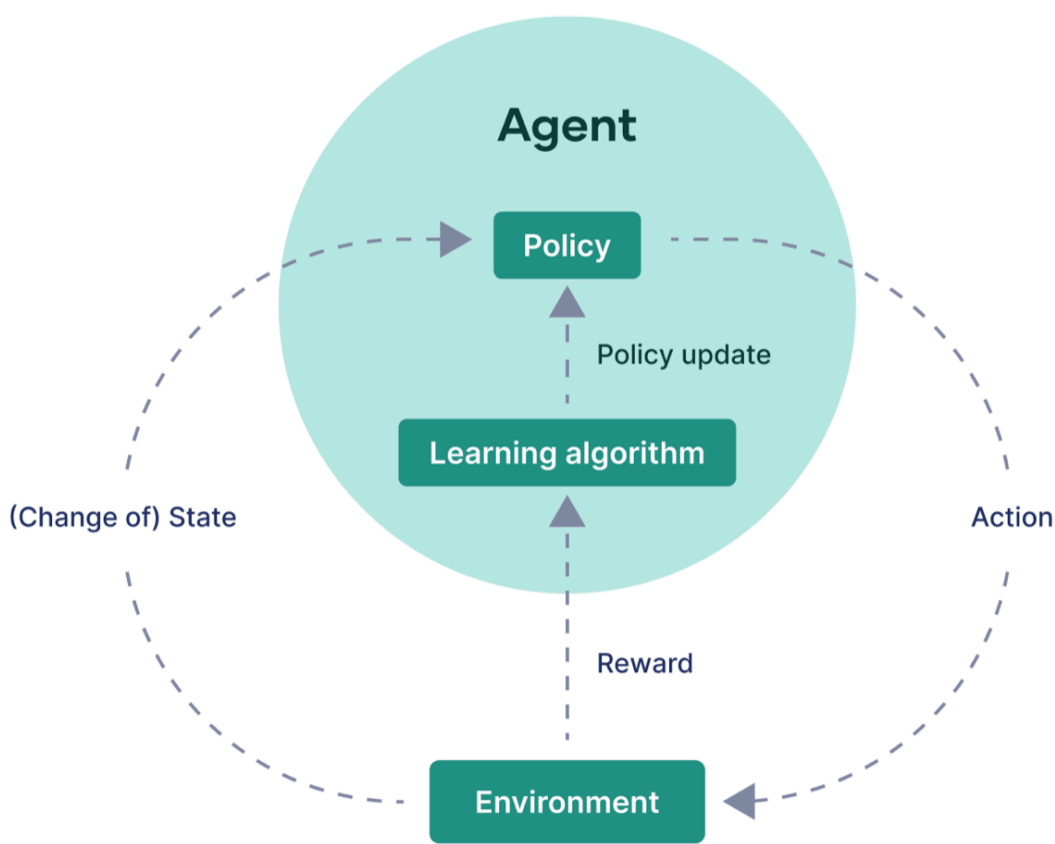 Agent
Policy
Policy update
Learning algorithm
(Change of) State
Action
Reward
Environment